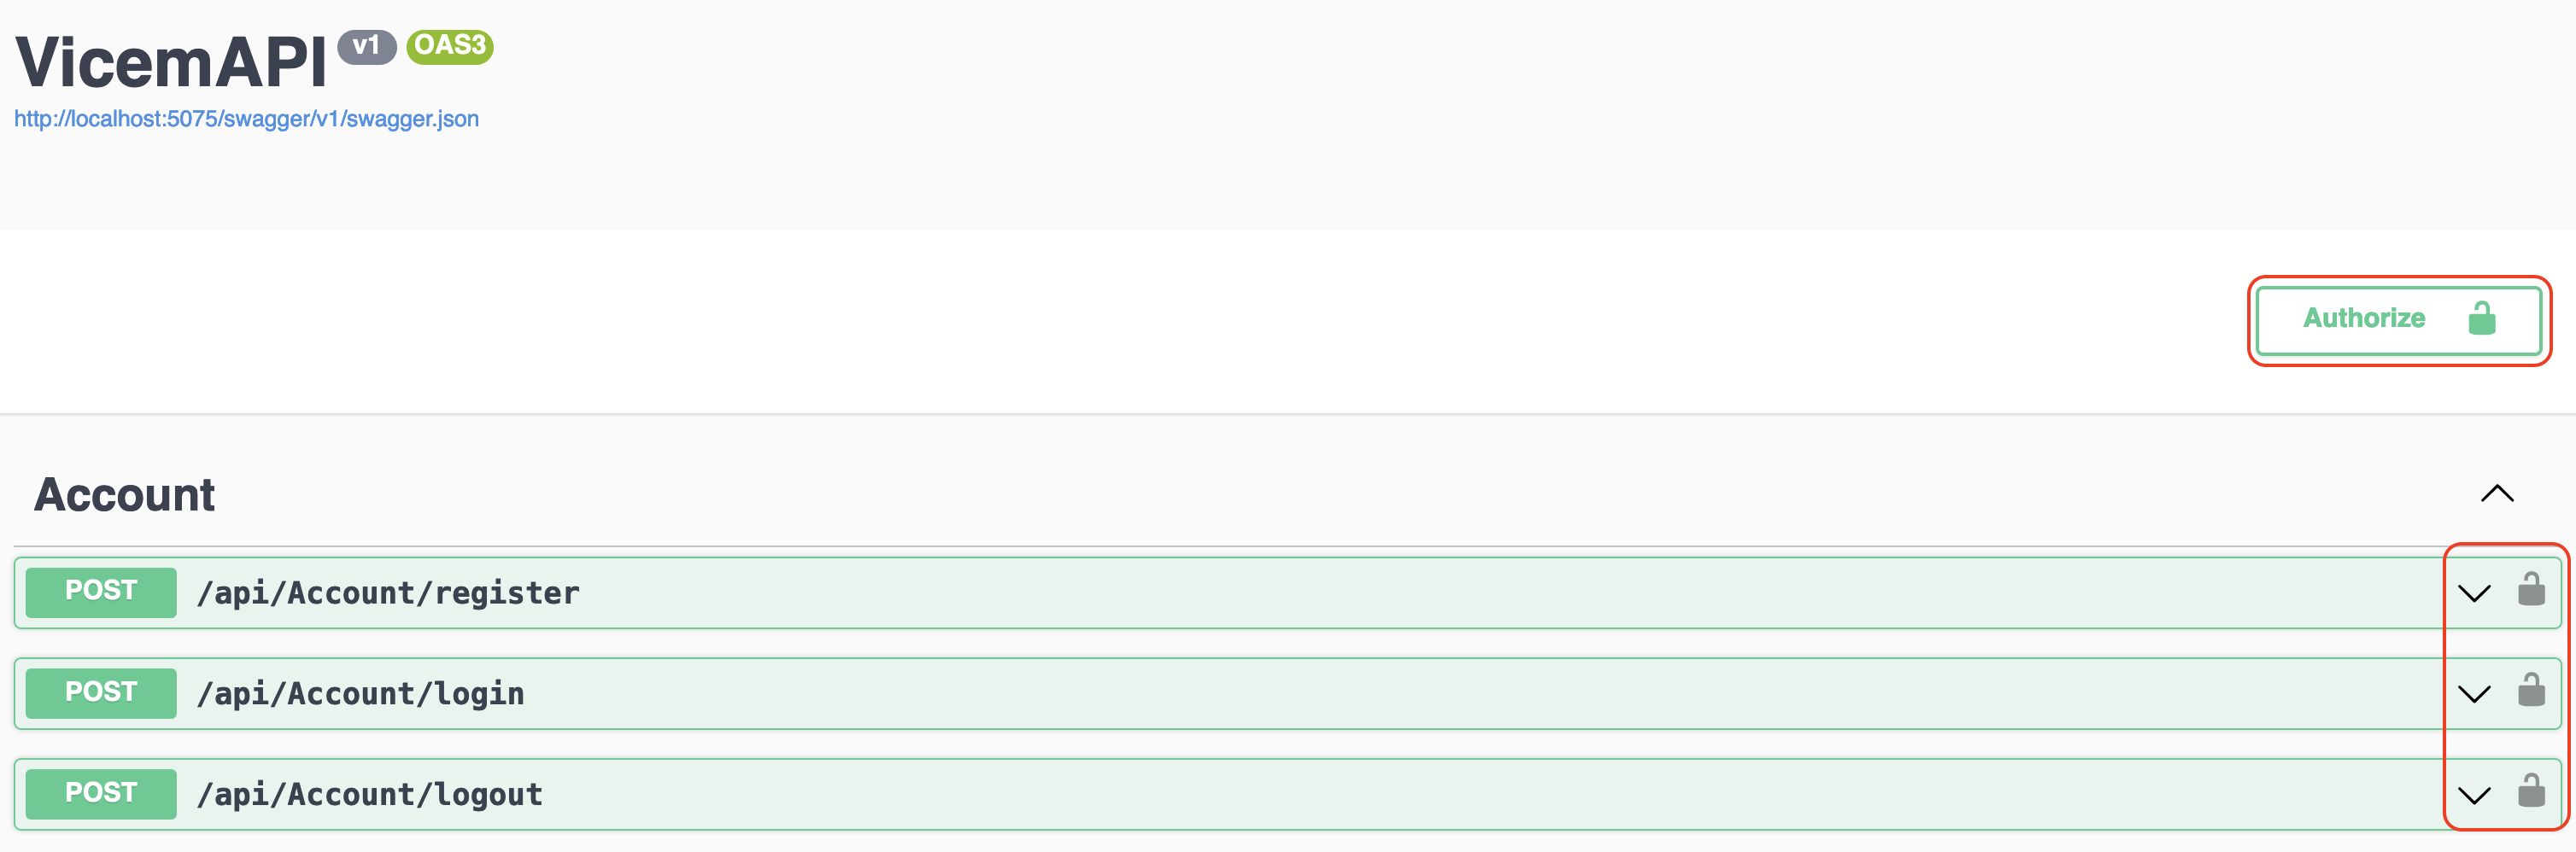 VicemAPI v1 OAS3
http://localhost:5075/swagger/v1/swagger.json
Authorize
Account
POST /api/Account/register
POST /api/Account/login
POST /api/Account/logout